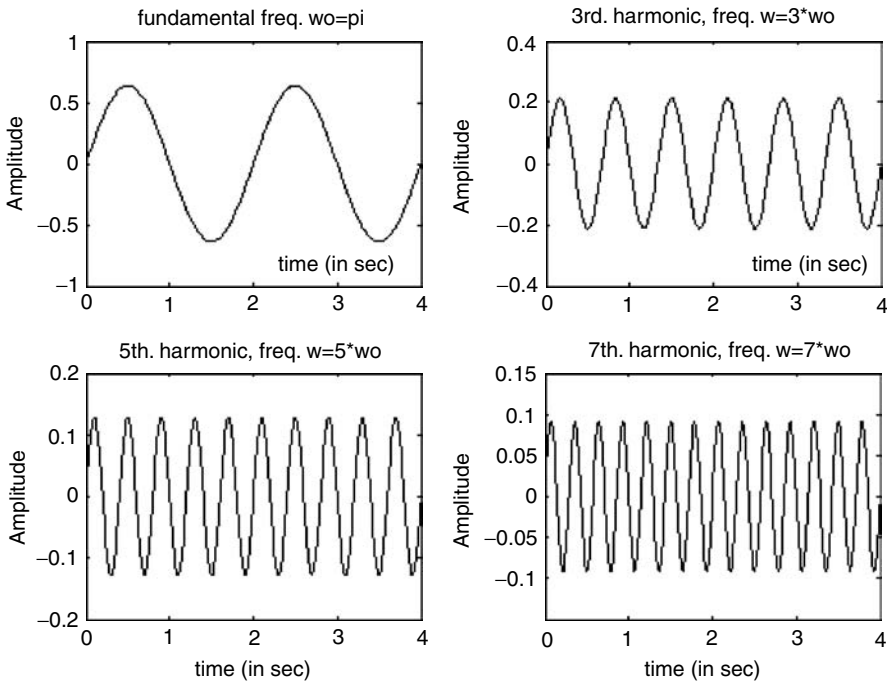 fundamental freq. wo=pi
1
0.5
0
−0.5
−1
Amplitude
time (in sec)
0 1 2 3 4
3rd. harmonic, freq. w=3*wo
0.4
0.2
0
−0.2
−0.4
Amplitude
time (in sec)
0 1 2 3 4
5th. harmonic, freq. w=5*wo
0.2
0.1
0
−0.1
−0.2
Amplitude
0 1 2 3 4
time (in sec)
7th. harmonic, freq. w=7*wo
0.15
0.1
0.05
0
−0.05
−0.1
Amplitude
0 1 2 3 4
time (in sec)